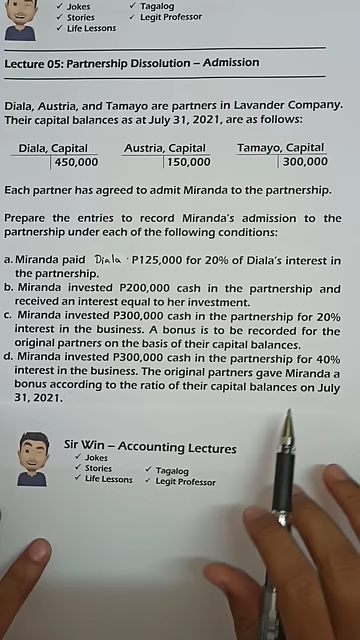 ✓ Jokes ✓ Tagalog
✓ Stories ✓ Legit Professor
✓ Life Lessons
Lecture 05: Partnership Dissolution – Admission
Diala, Austria, and Tamayo are partners in Lavander Company.
Their capital balances as at July 31, 2021, are as follows:
Diala, Capital Austria, Capital Tamayo, Capital
450,000 150,000 300,000
Each partner has agreed to admit Miranda to the partnership.
Prepare the entries to record Miranda's admission to the
partnership under each of the following conditions:
a. Miranda paid Diala P125,000 for 20% of Diala's interest in
the partnership.
b. Miranda invested P200,000 cash in the partnership and
received an interest equal to her investment.
c. Miranda invested P300,000 cash in the partnership for 20%
interest in the business. A bonus is to be recorded for the
original partners on the basis of their capital balances.
d. Miranda invested P300,000 cash in the partnership for 40%
interest in the business. The original partners gave Miranda a
bonus according to the ratio of their capital balances on July
31, 2021.
Sir Win – Accounting Lectures
✓ Jokes
✓ Stories ✓ Tagalog
✓ Life Lessons ✓ Legit Professor